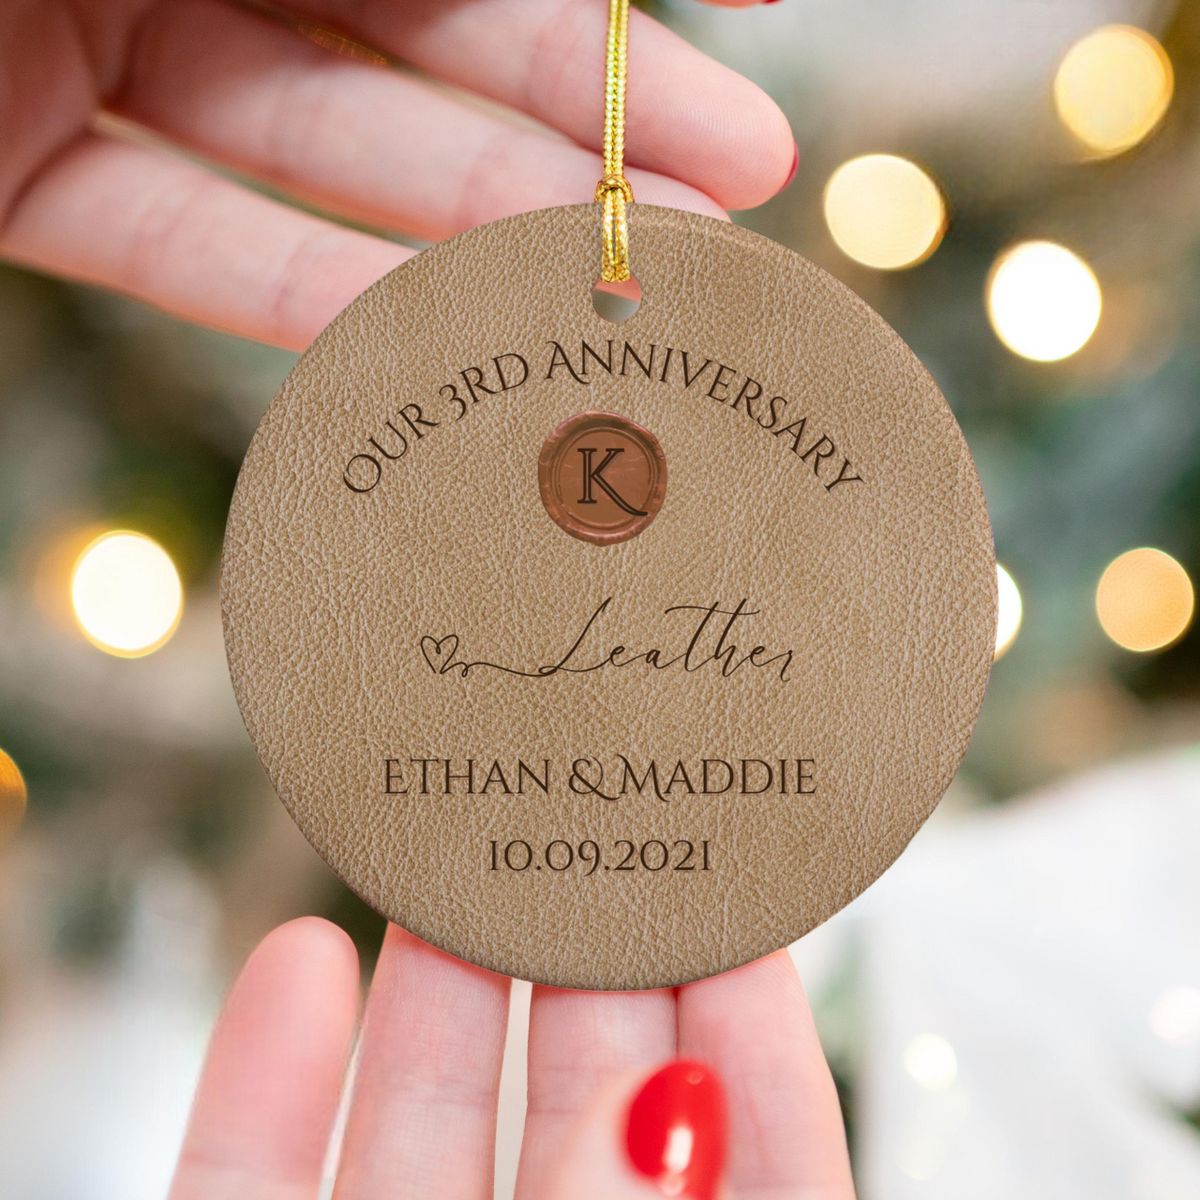 OUR 3RD ANNIVERSARY
K
Leather
ETHAN & MADDIE
10.09.2021